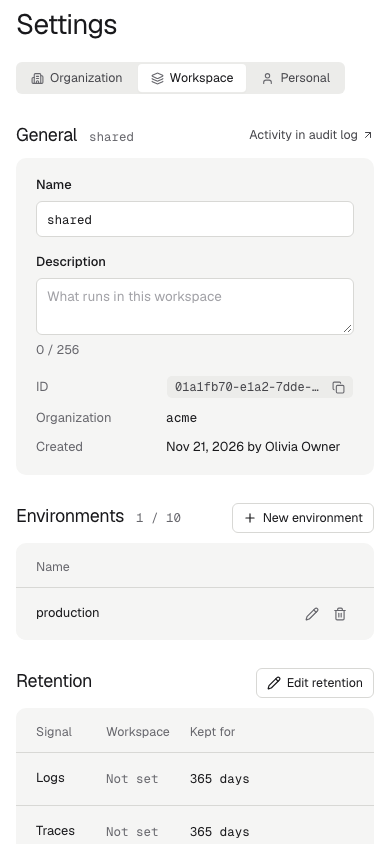 Settings
Organization Workspace Personal
General shared Activity in audit log
Name
shared
Description
What runs in this workspace
0 / 256
ID 01a1fb70-e1a2-7dde-…
Organization acme
Created Nov 21, 2026 by Olivia Owner
Environments 1 / 10 New environment
Name
production
Retention Edit retention
Signal Workspace Kept for
Logs Not set 365 days
Traces Not set 365 days